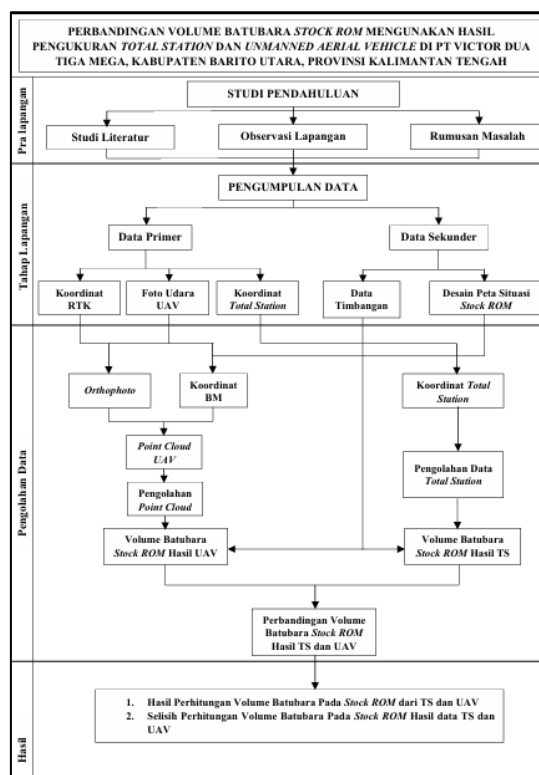 PERBANDINGAN VOLUME BATUBARA STOCK ROM MENGUNAKAN HASIL
PENGUKURAN TOTAL STATION DAN UNMANNED AERIAL VEHICLE DI PT VICTOR DUA
TIGA MEGA, KABUPATEN BARITO UTARA, PROVINSI KALIMANTAN TENGAH
Pra lapangan
STUDI PENDAHULUAN
Studi Literatur
Observasi Lapangan
Rumusan Masalah
Tahap Lapangan
PENGUMPULAN DATA
Data Primer
Data Sekunder
Koordinat
RTK
Foto Udara
UAV
Koordinat
Total Station
Data
Timbangan
Desain Peta Situasi
Stock ROM
Pengolahan Data
Orthophoto
Koordinat
BM
Koordinat Total
Station
Point Cloud
UAV
Pengolahan
Point Cloud
Pengolahan Data
Total Station
Volume Batubara
Stock ROM Hasil UAV
Volume Batubara
Stock ROM Hasil TS
Perbandingan Volume
Batubara Stock ROM
Hasil TS dan UAV
Hasil
1. Hasil Perhitungan Volume Batubara Pada Stock ROM dari TS dan UAV
2. Selisih Perhitungan Volume Batubara Pada Stock ROM Hasil data TS dan
UAV